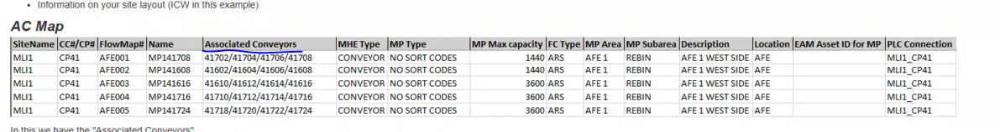 • Information on your site layout (ICW in this example)
AC Map
SiteName CC#/CP# FlowMap# Name Associated Conveyors MHE Type MP Type MP Max capacity FC Type MP Area MP Subarea Description Location EAM Asset ID for MP PLC Connection
MLI1 CP41 AFE001 MP141708 41702/41704/41706/41708 CONVEYOR NO SORT CODES 1440 ARS AFE 1 REBIN AFE 1 WEST SIDE AFE MLI1_CP41
MLI1 CP41 AFE002 MP141608 41602/41604/41606/41608 CONVEYOR NO SORT CODES 1440 ARS AFE 1 REBIN AFE 1 WEST SIDE AFE MLI1_CP41
MLI1 CP41 AFE003 MP141616 41610/41612/41614/41616 CONVEYOR NO SORT CODES 3600 ARS AFE 1 REBIN AFE 1 WEST SIDE AFE MLI1_CP41
MLI1 CP41 AFE004 MP141716 41710/41712/41714/41716 CONVEYOR NO SORT CODES 3600 ARS AFE 1 REBIN AFE 1 WEST SIDE AFE MLI1_CP41
MLI1 CP41 AFE005 MP141724 41718/41720/41722/41724 CONVEYOR NO SORT CODES 3600 ARS AFE 1 REBIN AFE 1 WEST SIDE AFE MLI1_CP41
In this we have the "Associated Conveyors"